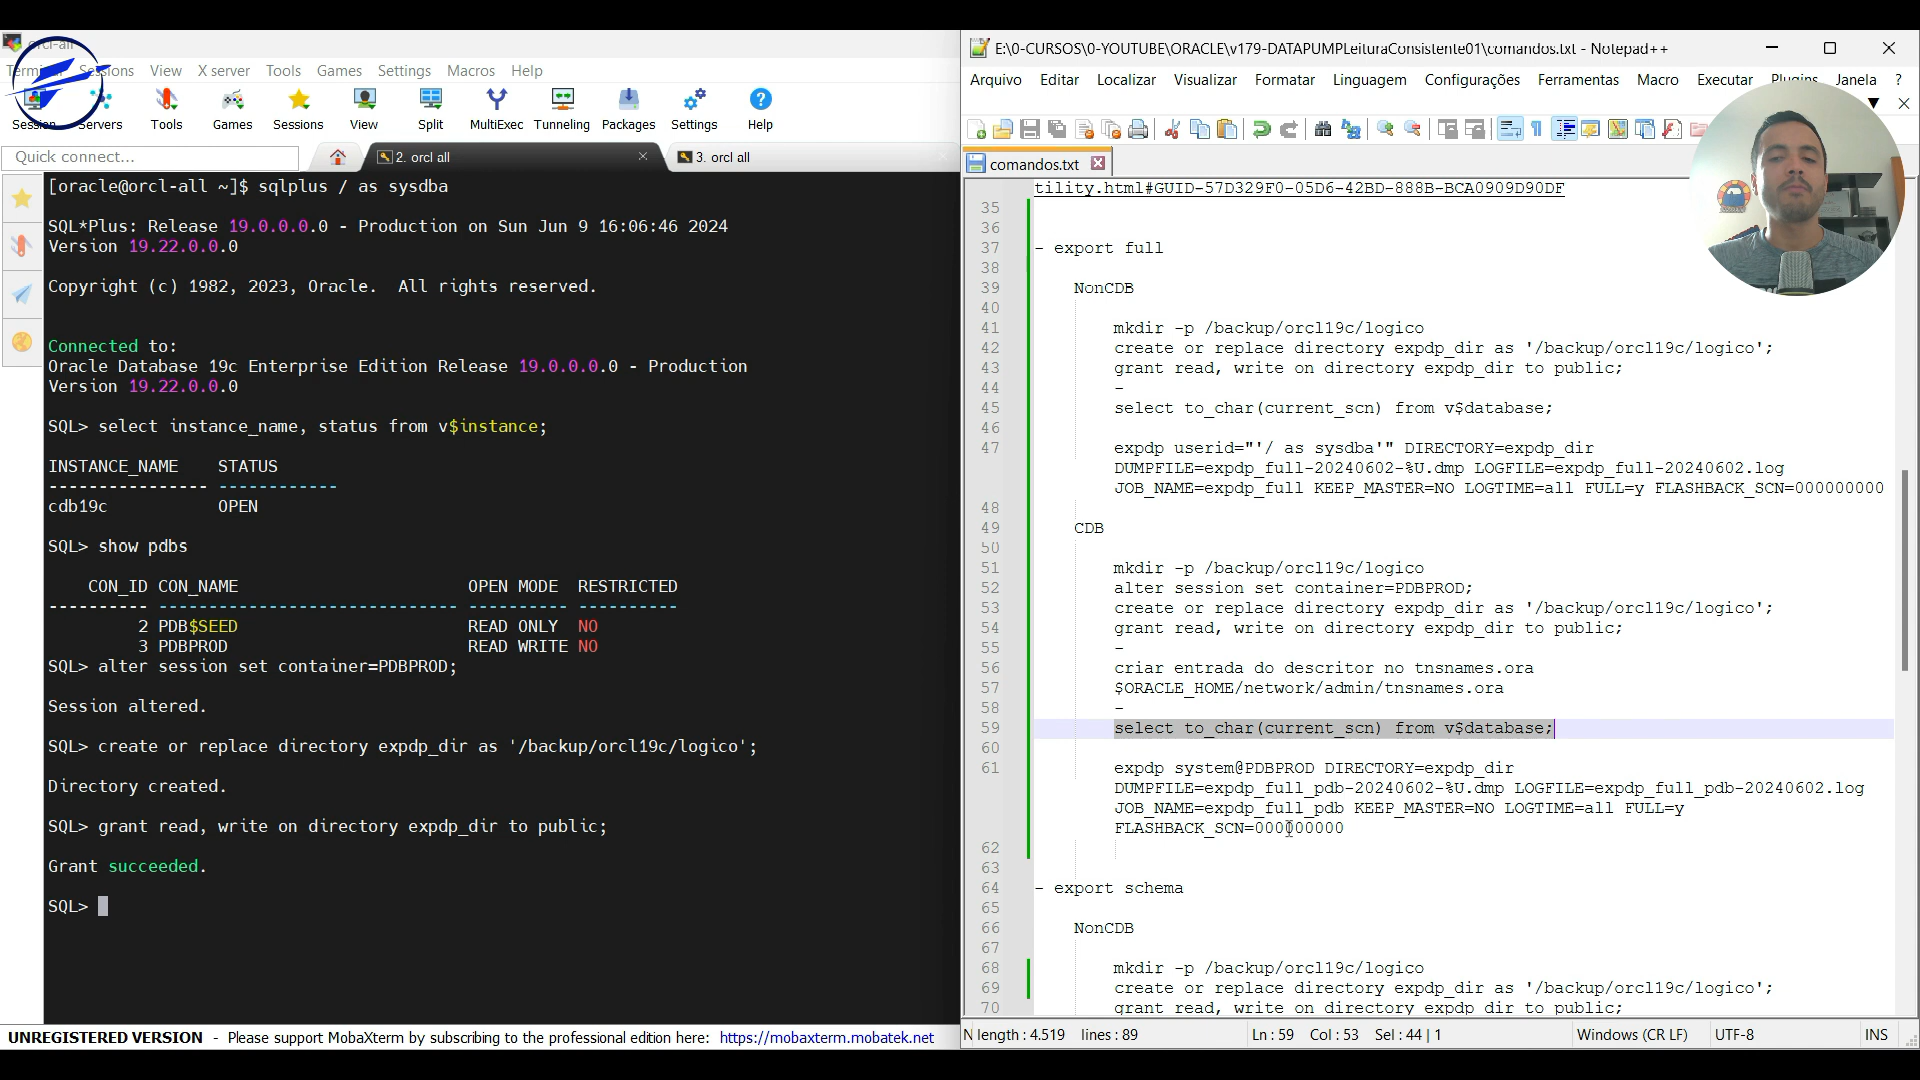 orcl-all
Terminal Sessions View X server Tools Games Settings Macros Help
Session Servers Tools Games Sessions View Split MultiExec Tunneling Packages Settings Help
Quick connect...
2. orcl all
3. orcl all
[oracle@orcl-all ~]$ sqlplus / as sysdba
SQL*Plus: Release 19.0.0.0.0 - Production on Sun Jun 9 16:06:46 2024
Version 19.22.0.0.0
Copyright (c) 1982, 2023, Oracle.  All rights reserved.
Connected to:
Oracle Database 19c Enterprise Edition Release 19.0.0.0.0 - Production
Version 19.22.0.0.0
SQL> select instance_name, status from v$instance;
INSTANCE_NAME    STATUS
---------------- ------------
cdb19c           OPEN
SQL> show pdbs
    CON_ID CON_NAME                       OPEN MODE  RESTRICTED
---------- ------------------------------ ---------- ----------
         2 PDB$SEED                       READ ONLY  NO
         3 PDBPROD                        READ WRITE NO
SQL> alter session set container=PDBPROD;
Session altered.
SQL> create or replace directory expdp_dir as '/backup/orcl19c/logico';
Directory created.
SQL> grant read, write on directory expdp_dir to public;
Grant succeeded.
SQL>
UNREGISTERED VERSION - Please support MobaXterm by subscribing to the professional edition here: https://mobaxterm.mobatek.net
E:\0-CURSOS\0-YOUTUBE\ORACLE\v179-DATAPUMPLeituraConsistente01\comandos.txt - Notepad++
Arquivo Editar Localizar Visualizar Formatar Linguagem Configurações Ferramentas Macro Executar Plugins Janela ?
comandos.txt
tility.html#GUID-57D329F0-05D6-42BD-888B-BCA0909D90DF
35
36
37 - export full
38
39 NonCDB
40
41 mkdir -p /backup/orcl19c/logico
42 create or replace directory expdp_dir as '/backup/orcl19c/logico';
43 grant read, write on directory expdp_dir to public;
44 -
45 select to_char(current_scn) from v$database;
46
47 expdp userid="'/ as sysdba'" DIRECTORY=expdp_dir
DUMPFILE=expdp_full-20240602-%U.dmp LOGFILE=expdp_full-20240602.log
JOB_NAME=expdp_full KEEP_MASTER=NO LOGTIME=all FULL=y FLASHBACK_SCN=000000000
48
49 CDB
50
51 mkdir -p /backup/orcl19c/logico
52 alter session set container=PDBPROD;
53 create or replace directory expdp_dir as '/backup/orcl19c/logico';
54 grant read, write on directory expdp_dir to public;
55 -
56 criar entrada do descritor no tnsnames.ora
57 $ORACLE_HOME/network/admin/tnsnames.ora
58 -
59 select to_char(current_scn) from v$database;
60
61 expdp system@PDBPROD DIRECTORY=expdp_dir
DUMPFILE=expdp_full_pdb-20240602-%U.dmp LOGFILE=expdp_full_pdb-20240602.log
JOB_NAME=expdp_full_pdb KEEP_MASTER=NO LOGTIME=all FULL=y
FLASHBACK_SCN=000000000
62
63
64 - export schema
65
66 NonCDB
67
68 mkdir -p /backup/orcl19c/logico
69 create or replace directory expdp_dir as '/backup/orcl19c/logico';
70 grant read, write on directory expdp_dir to public;
N length : 4.519 lines : 89 Ln : 59 Col : 53 Sel : 44 | 1 Windows (CR LF) UTF-8 INS